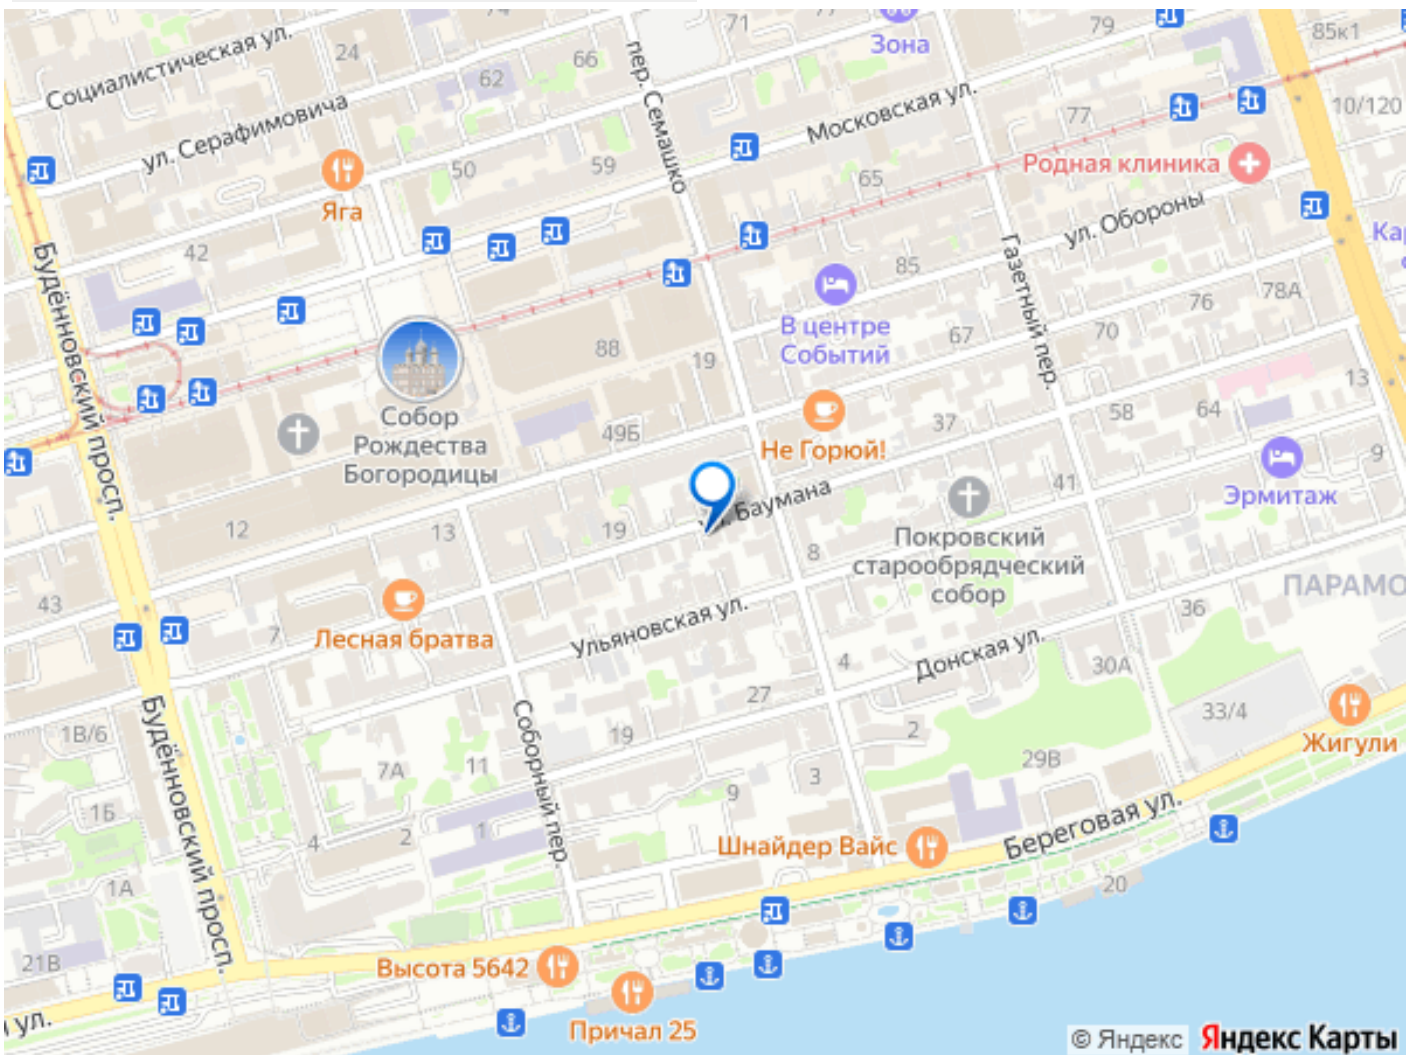 74
71
77
79
85к1
Зона
Социалистическая ул.
24
66
62
пер. Семашко
ул. Серафимовича
Московская ул.
77
10/120
Родная клиника
50
59
65
Яга
ул. Обороны
42
Газетный пер.
85
Будённовский просп.
В центре
Событий
76
78А
67
70
88
19
13
58
64
Собор
Рождества
Богородицы
49Б
37
Не Горюй!
9
Эрмитаж
41
Баумана
12
13
19
8
Покровский
старообрядческий
собор
ПАРАМО
43
7
Лесная братва
Ульяновская ул.
36
Донская ул.
4
30А
27
33/4
1В/6
Будённовский просп.
Соборный пер.
19
2
Жигули
7А
11
29В
3
9
1Б
4
2
1
Шнайдер Вайс
Береговая ул.
1А
20
21В
Высота 5642
ул.
Причал 25
© Яндекс Яндекс Карты